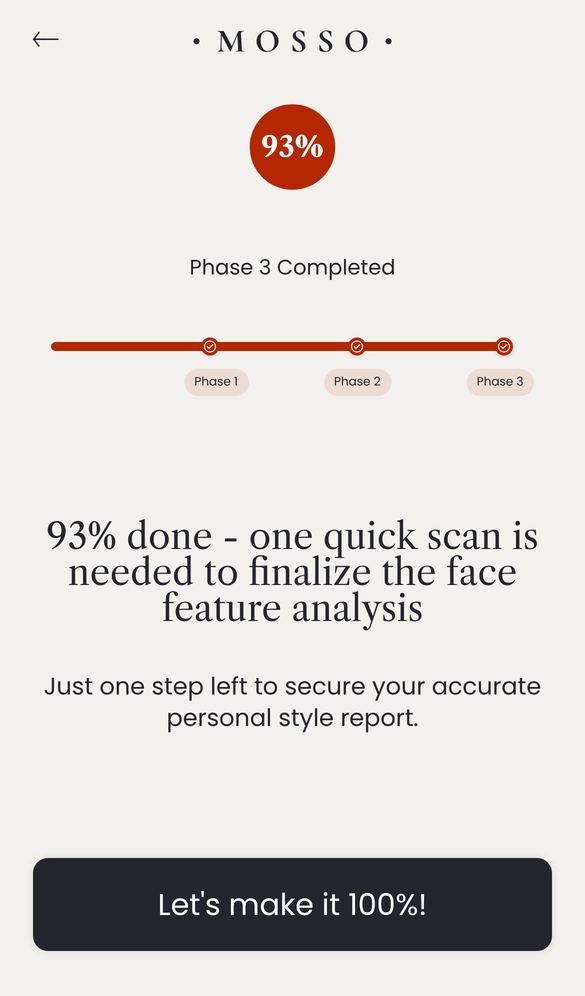 · MOSSO ·
93%
Phase 3 Completed
Phase 1 Phase 2 Phase 3
93% done - one quick scan is
needed to finalize the face
feature analysis
Just one step left to secure your accurate
personal style report.
Let's make it 100%!